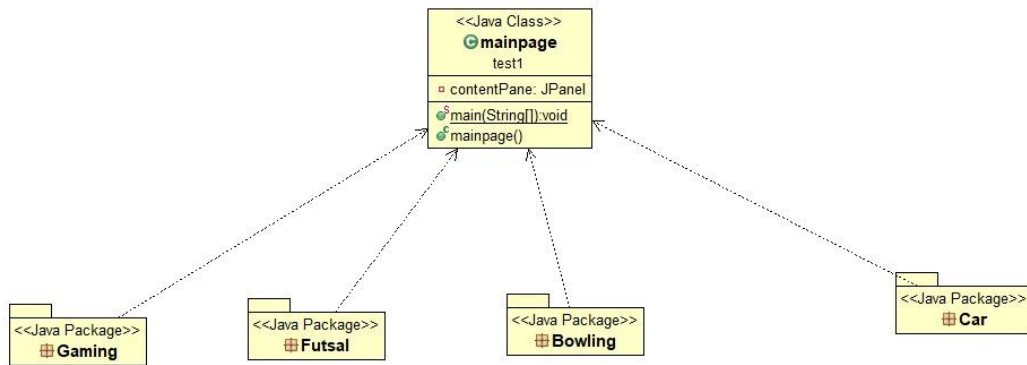 <<Java Class>>
mainpage
test1
contentPane: JPanel
main(String[]):void
mainpage()
<<Java Package>>
Gaming
<<Java Package>>
Futsal
<<Java Package>>
Bowling
<<Java Package>>
Car